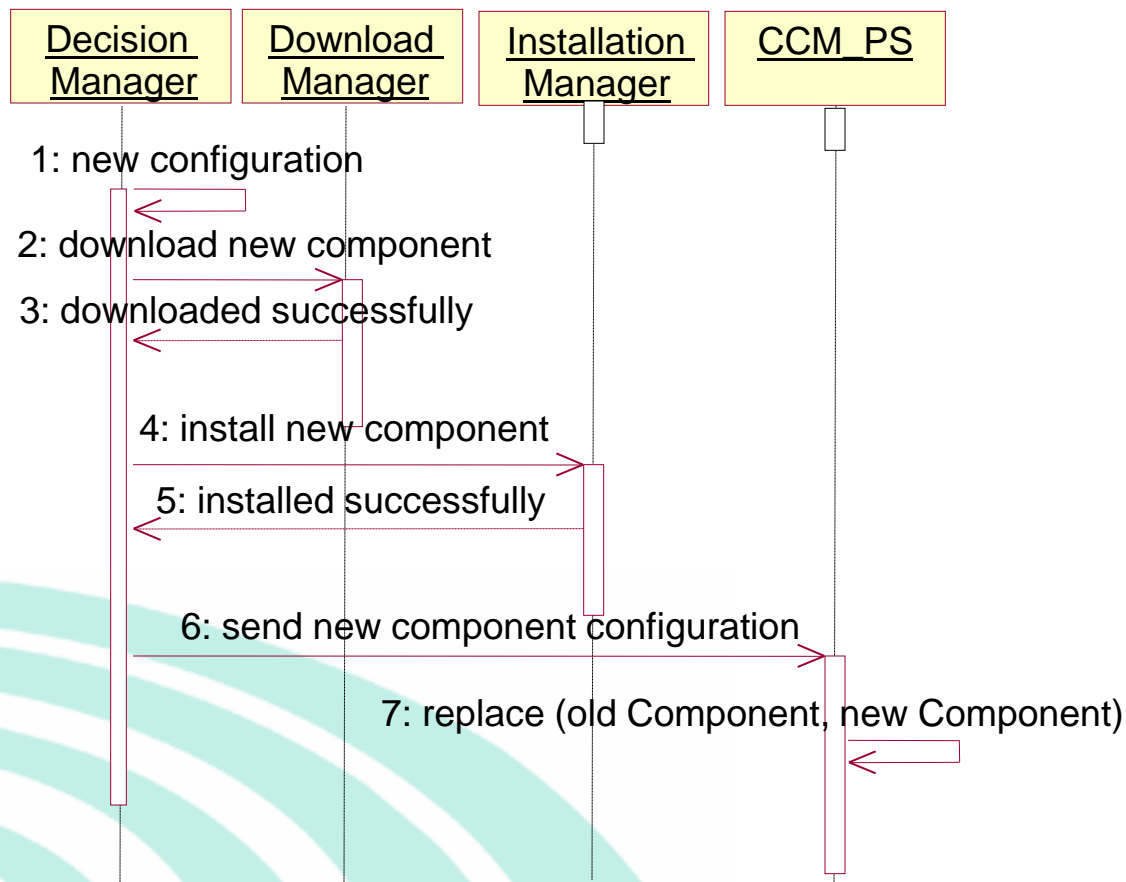 Decision
Manager
Download
Manager
Installation
Manager
CCM_PS
1: new configuration
2: download new component
3: downloaded successfully
4: install new component
5: installed successfully
6: send new component configuration
7: replace (old Component, new Component)